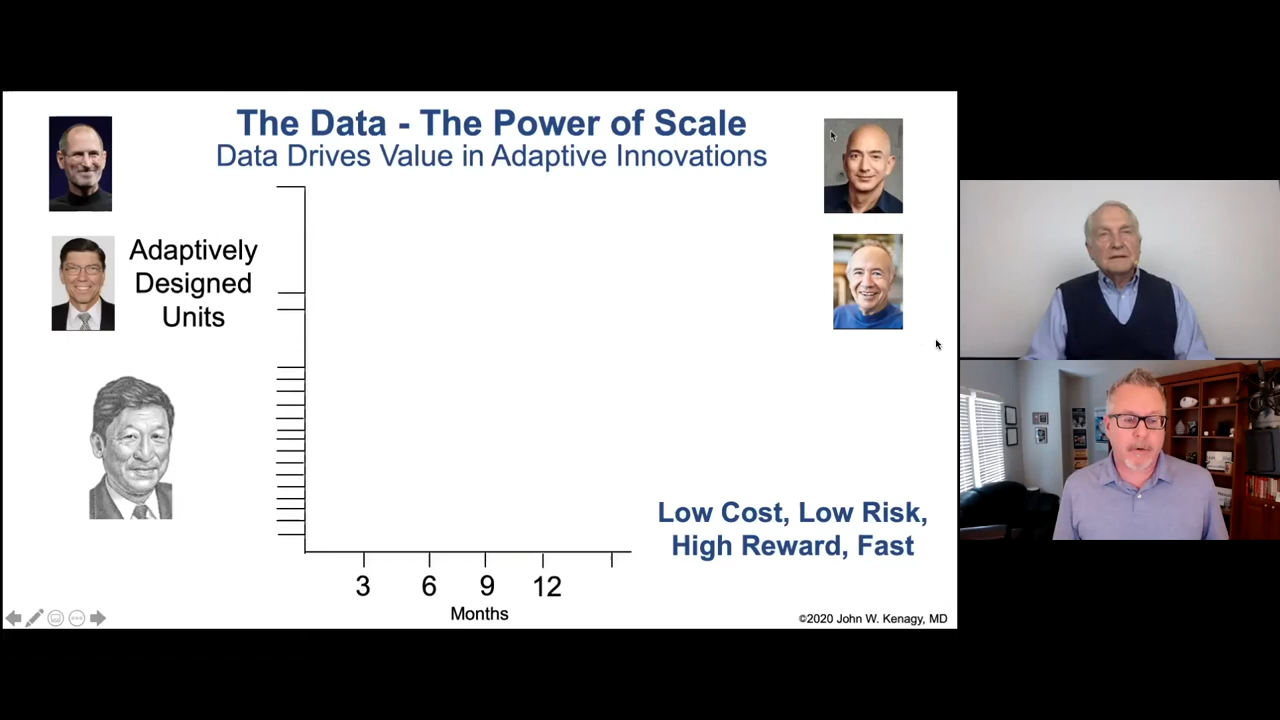 The Data - The Power of Scale
Data Drives Value in Adaptive Innovations
Adaptively
Designed
Units
Low Cost, Low Risk,
High Reward, Fast
3 6 9 12
Months
©2020 John W. Kenagy, MD